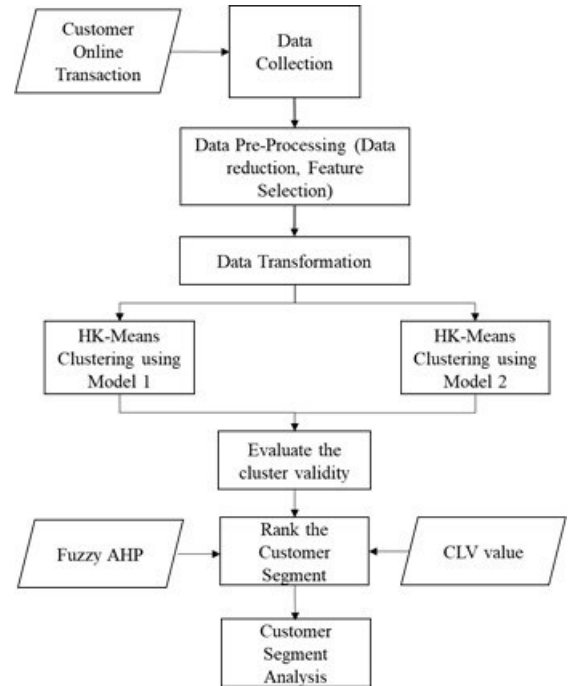 Customer
Online
Transaction
Data
Collection
Data Pre-Processing (Data
reduction, Feature
Selection)
Data Transformation
HK-Means
Clustering using
Model 1
HK-Means
Clustering using
Model 2
Evaluate the
cluster validity
Fuzzy AHP
Rank the
Customer
Segment
CLV value
Customer
Segment
Analysis